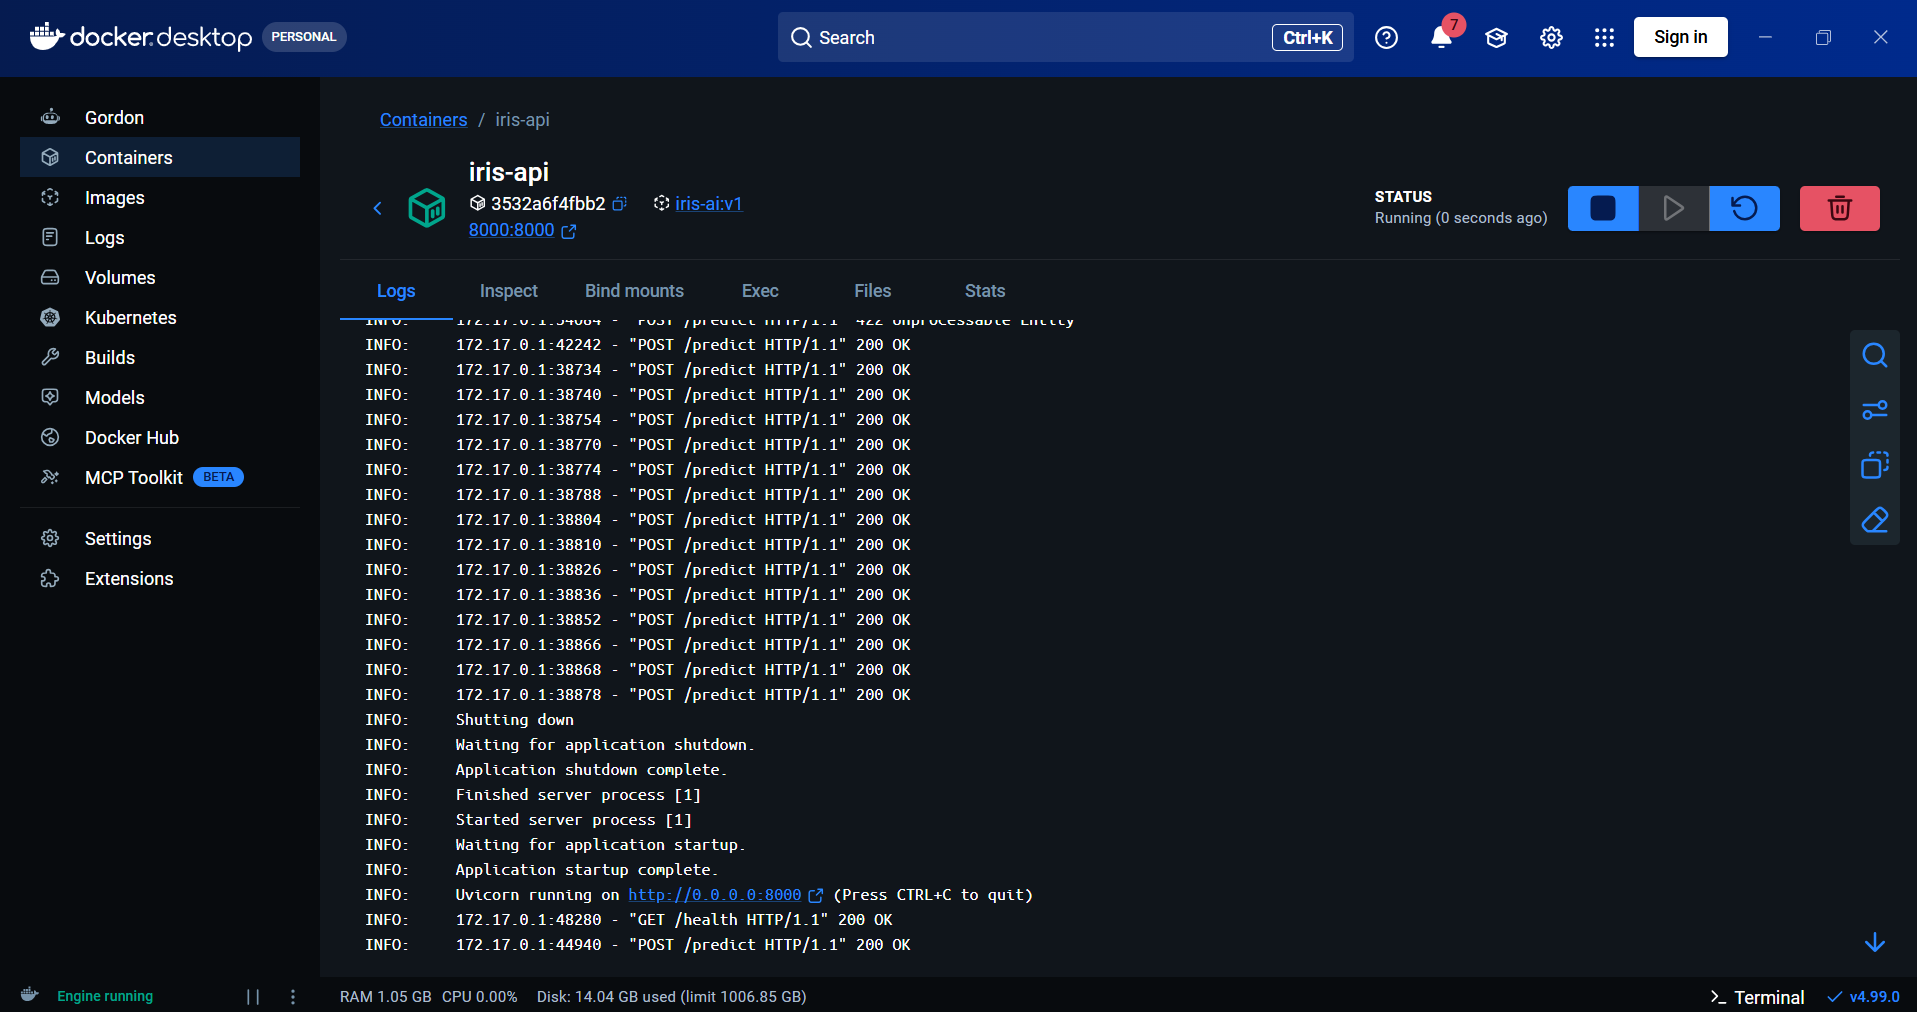 docker.desktop PERSONAL
Search
Ctrl+K
7
Sign in
Gordon
Containers
Images
Logs
Volumes
Kubernetes
Builds
Models
Docker Hub
MCP Toolkit BETA
Settings
Extensions
Containers / iris-api
iris-api
3532a6f4fbb2 iris-ai:v1
8000:8000
STATUS
Running (0 seconds ago)
Logs Inspect Bind mounts Exec Files Stats
INFO: 172.17.0.1:34084 - "POST /predict HTTP/1.1" 422 Unprocessable Entity
INFO: 172.17.0.1:42242 - "POST /predict HTTP/1.1" 200 OK
INFO: 172.17.0.1:38734 - "POST /predict HTTP/1.1" 200 OK
INFO: 172.17.0.1:38740 - "POST /predict HTTP/1.1" 200 OK
INFO: 172.17.0.1:38754 - "POST /predict HTTP/1.1" 200 OK
INFO: 172.17.0.1:38770 - "POST /predict HTTP/1.1" 200 OK
INFO: 172.17.0.1:38774 - "POST /predict HTTP/1.1" 200 OK
INFO: 172.17.0.1:38788 - "POST /predict HTTP/1.1" 200 OK
INFO: 172.17.0.1:38804 - "POST /predict HTTP/1.1" 200 OK
INFO: 172.17.0.1:38810 - "POST /predict HTTP/1.1" 200 OK
INFO: 172.17.0.1:38826 - "POST /predict HTTP/1.1" 200 OK
INFO: 172.17.0.1:38836 - "POST /predict HTTP/1.1" 200 OK
INFO: 172.17.0.1:38852 - "POST /predict HTTP/1.1" 200 OK
INFO: 172.17.0.1:38866 - "POST /predict HTTP/1.1" 200 OK
INFO: 172.17.0.1:38868 - "POST /predict HTTP/1.1" 200 OK
INFO: 172.17.0.1:38878 - "POST /predict HTTP/1.1" 200 OK
INFO: Shutting down
INFO: Waiting for application shutdown.
INFO: Application shutdown complete.
INFO: Finished server process [1]
INFO: Started server process [1]
INFO: Waiting for application startup.
INFO: Application startup complete.
INFO: Uvicorn running on http://0.0.0.0:8000 (Press CTRL+C to quit)
INFO: 172.17.0.1:48280 - "GET /health HTTP/1.1" 200 OK
INFO: 172.17.0.1:44940 - "POST /predict HTTP/1.1" 200 OK
Engine running
RAM 1.05 GB CPU 0.00% Disk: 14.04 GB used (limit 1006.85 GB)
Terminal
v4.99.0